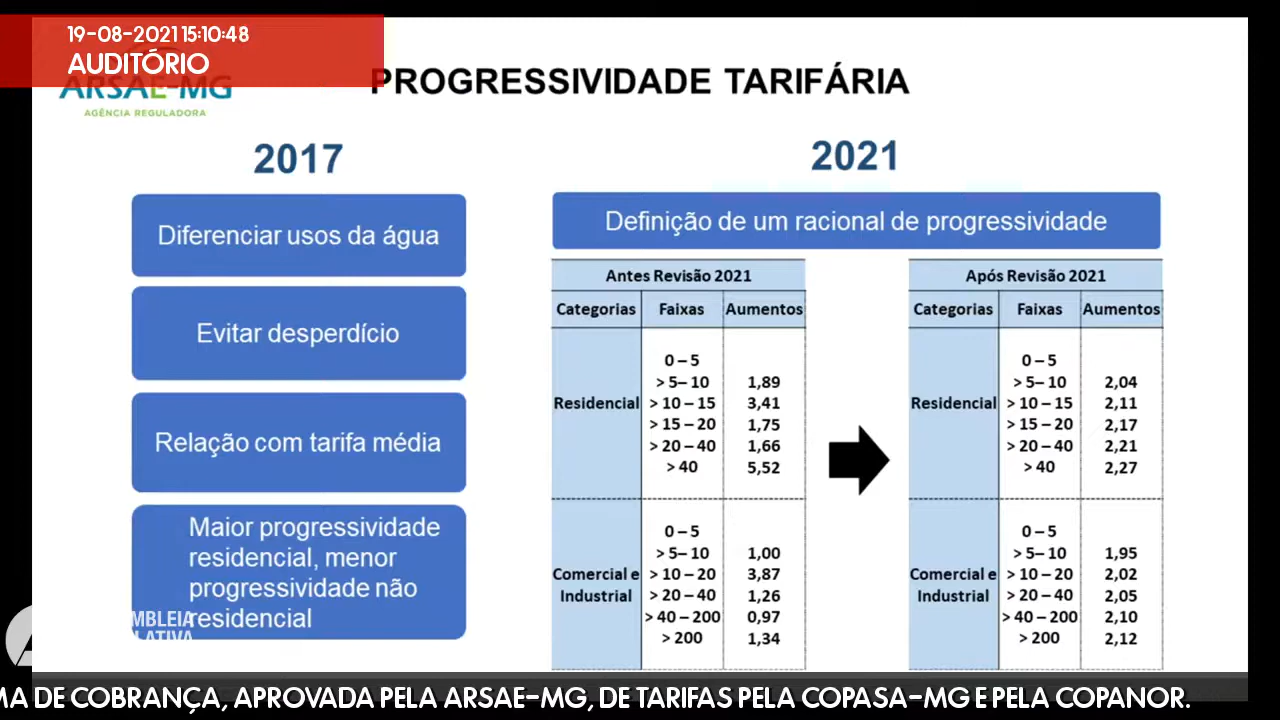 19-08-2021 15:10:48
AUDITÓRIO
ARSAE-MG
AGÊNCIA REGULADORA
PROGRESSIVIDADE TARIFÁRIA
2017
Diferenciar usos da água
Evitar desperdício
Relação com tarifa média
Maior progressividade
residencial, menor
progressividade não
residencial
2021
Definição de um racional de progressividade
Antes Revisão 2021
Categorias Faixas Aumentos
Residencial
0 – 5
> 5– 10 1,89
> 10 – 15 3,41
> 15 – 20 1,75
> 20 – 40 1,66
> 40 5,52
Comercial e
Industrial
0 – 5
> 5– 10 1,00
> 10 – 20 3,87
> 20 – 40 1,26
> 40 – 200 0,97
> 200 1,34
Após Revisão 2021
Categorias Faixas Aumentos
Residencial
0 – 5
> 5– 10 2,04
> 10 – 15 2,11
> 15 – 20 2,17
> 20 – 40 2,21
> 40 2,27
Comercial e
Industrial
0 – 5
> 5– 10 1,95
> 10 – 20 2,02
> 20 – 40 2,05
> 40 – 200 2,10
> 200 2,12
MA DE COBRANÇA, APROVADA PELA ARSAE-MG, DE TARIFAS PELA COPASA-MG E PELA COPANOR.